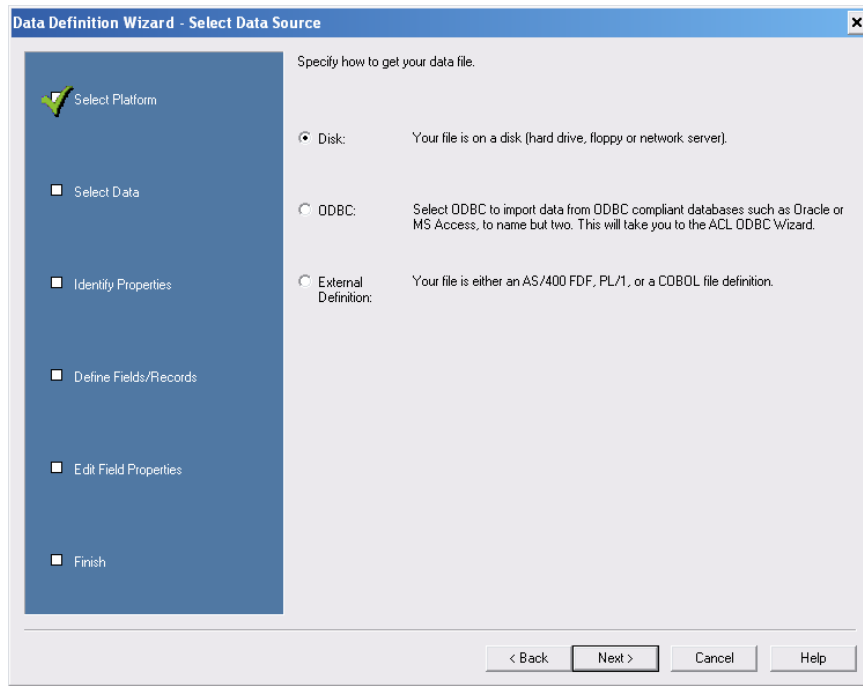 Data Definition Wizard - Select Data Source
Select Platform
Select Data
Identify Properties
Define Fields/Records
Edit Field Properties
Finish
Specify how to get your data file.
Disk: Your file is on a disk (hard drive, floppy or network server).
ODBC: Select ODBC to import data from ODBC compliant databases such as Oracle or
MS Access, to name but two. This will take you to the ACL ODBC Wizard.
External Your file is either an AS/400 FDF, PL/1, or a COBOL file definition.
Definition:
< Back Next > Cancel Help